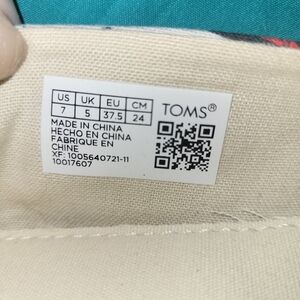 US UK EU CM
7 5 37.5 24
TOMS®
MADE IN CHINA
HECHO EN CHINA
FABRIQUE EN
CHINE
XF: 1005640721-11
10017607